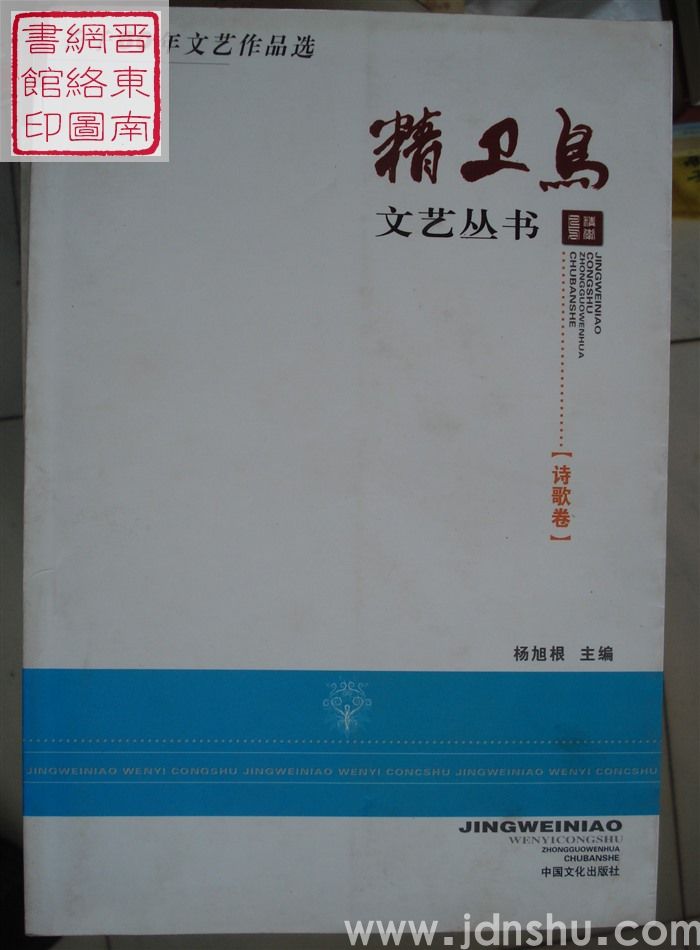 晋東南
網絡圖
書館印
年文艺作品选
精卫鸟
文艺丛书
JINGWEINIAO
CONGSHU
ZHONGGUOWENHUA
CHUBANSHE
【诗歌卷】
杨旭根 主编
JINGWEINIAO WENYI CONGSHU JINGWEINIAO WENYI CONCSHU JINGWEINIAO WENYI CONCSHU
JINGWEINIAO
WENYICONGSHU
ZHONGGUOWENHUA
CHUBANSHE
中国文化出版社
www.jdnshu.com